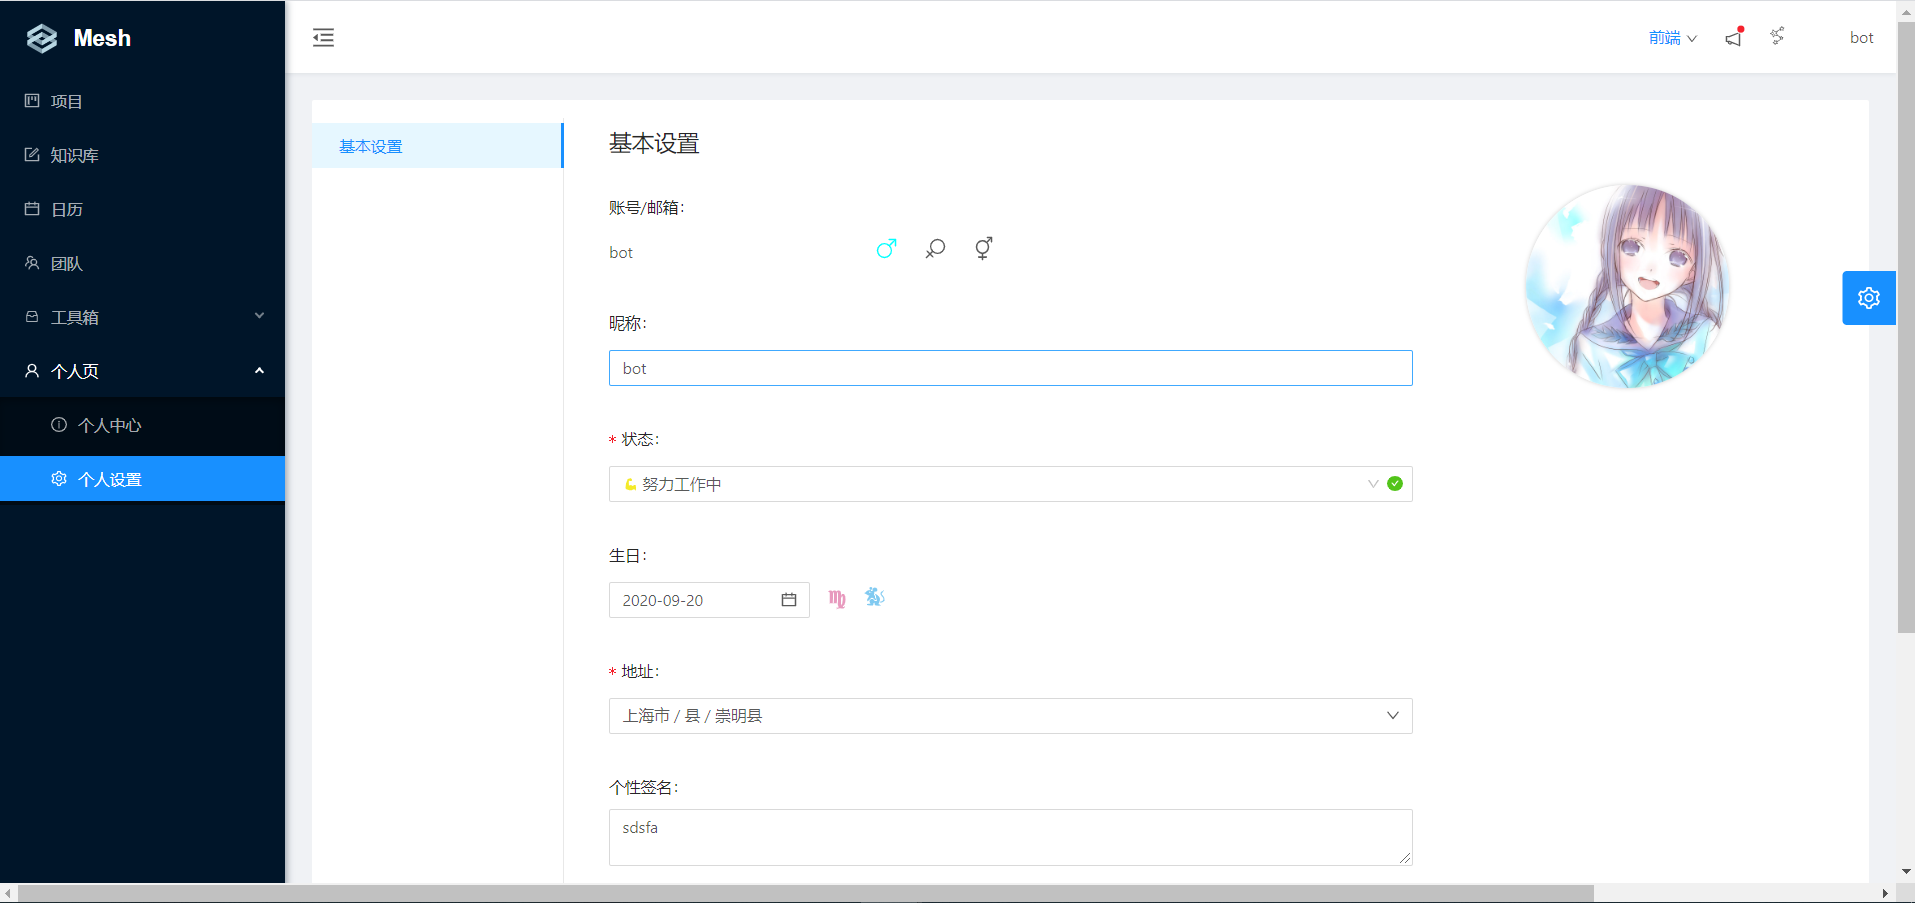 Mesh
项目
知识库
日历
团队
工具箱
个人页
个人中心
个人设置
前端
bot
基本设置
基本设置
账号/邮箱:
bot
昵称:
bot
* 状态:
努力工作中
生日:
2020-09-20
* 地址:
上海市 / 县 / 崇明县
个性签名:
sdsfa